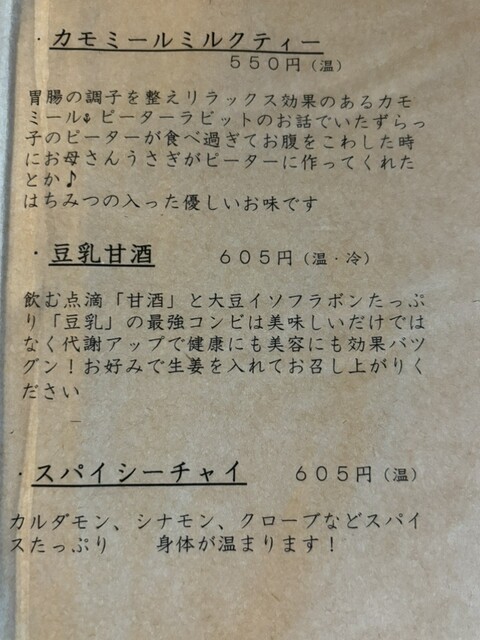 ・カモミールミルクティー
550円（温）
胃腸の調子を整えリラックス効果のあるカモ
ミール🌷ピーターラビットのお話でいたずらっ
子のピーターが食べ過ぎてお腹をこわした時
にお母さんうさぎがピーターに作ってくれた
とか♪
はちみつの入った優しいお味です
・豆乳甘酒　　605円（温・冷）
飲む点滴「甘酒」と大豆イソフラボンたっぷ
り「豆乳」の最強コンビは美味しいだけでは
なく代謝アップで健康にも美容にも効果バツ
グン！お好みで生姜を入れてお召し上がりく
ださい
・スパイシーチャイ　　605円（温）
カルダモン、シナモン、クローブなどスパイ
スたっぷり　　身体が温まります！